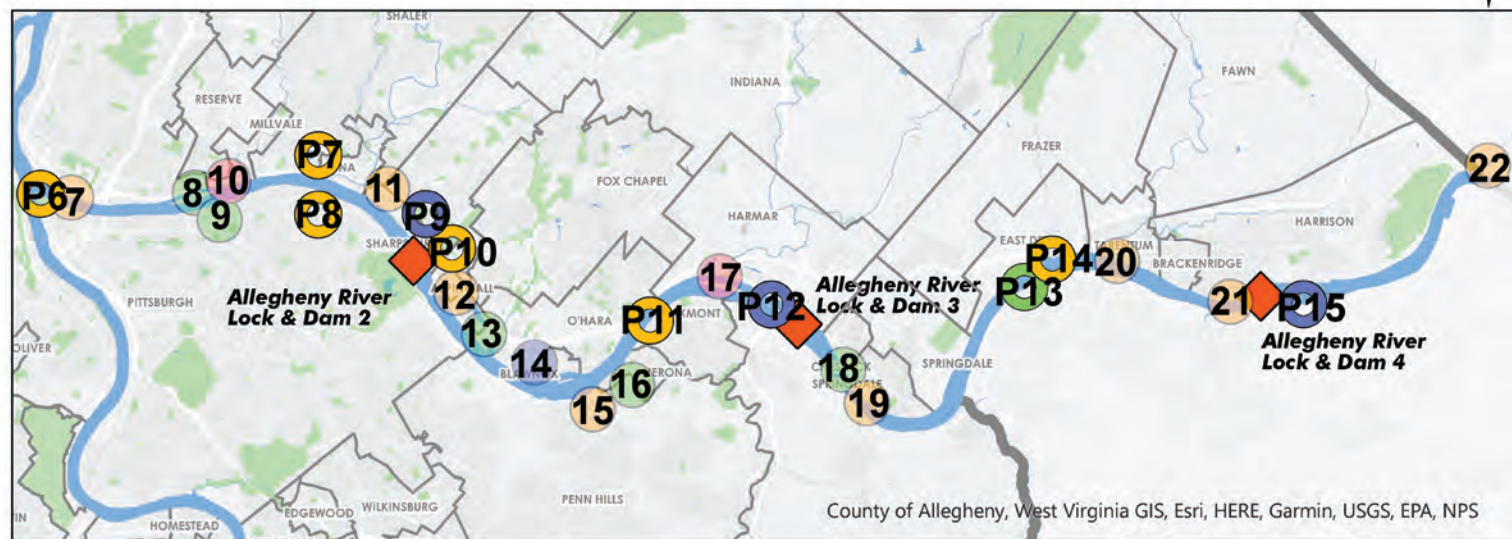 SHALER
RESERVE
MILLVALE
INDIANA
FAWN
P7
11
10
8
9
P6
7
P8
P9
P10
FOX CHAPEL
FRAZER
22
HARMAR
HARRISON
PITTSBURGH
Allegheny River
Lock & Dam 2
12
13
O'HARA
14
15
16
P11
17
P12
Allegheny River
Lock & Dam 3
18
19
SPRINGDALE
SPRINGDALE
P13
P14
20
BRACKENRIDGE
21
P15
Allegheny River
Lock & Dam 4
PENN HILLS
EDGEWOOD
WILKINSBURG
HOMESTEAD
County of Allegheny, West Virginia GIS, Esri, HERE, Garmin, USGS, EPA, NPS